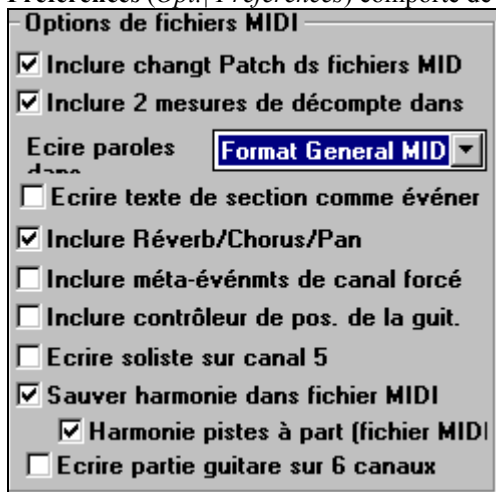 Préférences (Opt.| Préférences) comporte de
Options de fichiers MIDI
Inclure changt Patch ds fichiers MID
Inclure 2 mesures de décompte dans
Ecire paroles
Format General MID
Ecrire texte de section comme événer
Inclure Réverb/Chorus/Pan
Inclure méta-événmts de canal forcé
Inclure contrôleur de pos. de la guit.
Ecrire soliste sur canal 5
Sauver harmonie dans fichier MIDI
Harmonie pistes à part (fichier MIDI
Ecrire partie guitare sur 6 canaux